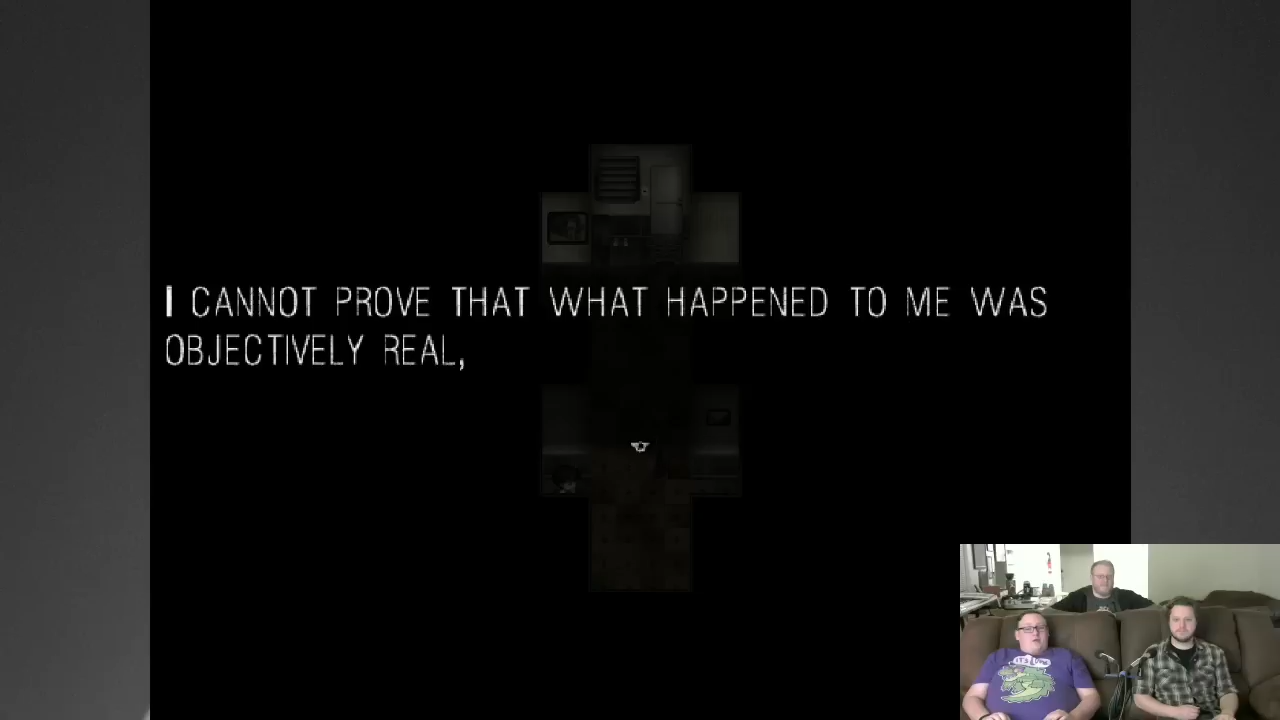 I CANNOT PROVE THAT WHAT HAPPENED TO ME WAS
OBJECTIVELY REAL,